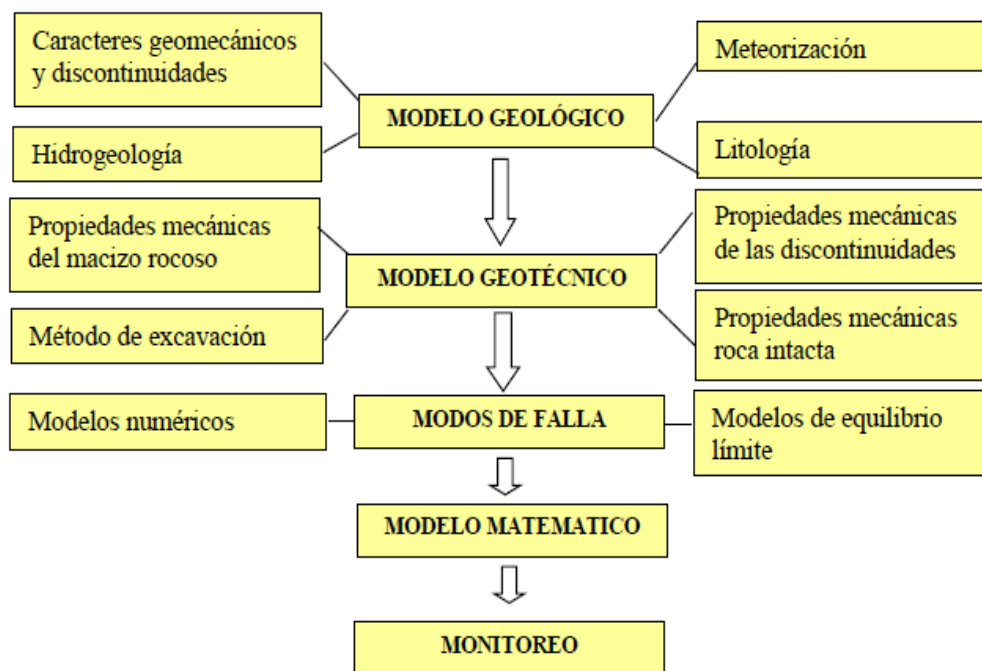 Caracteres geomecánicos
y discontinuidades
Meteorización
MODELO GEOLÓGICO
Hidrogeología
Litología
Propiedades mecánicas
del macizo rocoso
Propiedades mecánicas
de las discontinuidades
MODELO GEOTÉCNICO
Método de excavación
Propiedades mecánicas
roca intacta
Modelos numéricos
MODOS DE FALLA
Modelos de equilibrio
límite
MODELO MATEMATICO
MONITOREO